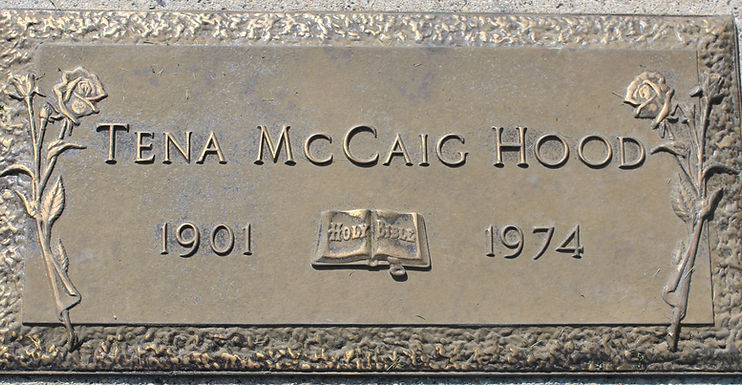 TENA MCCAIG HOOD
1901 HOLY BIBLE 1974